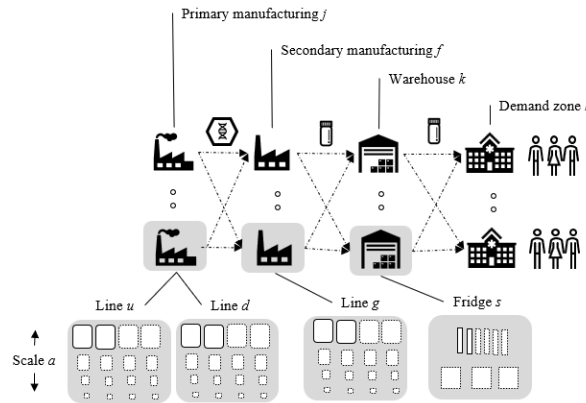 Primary manufacturing j
Secondary manufacturing f
Warehouse k
Demand zone
Line u
Line d
Line g
Fridge s
Scale a